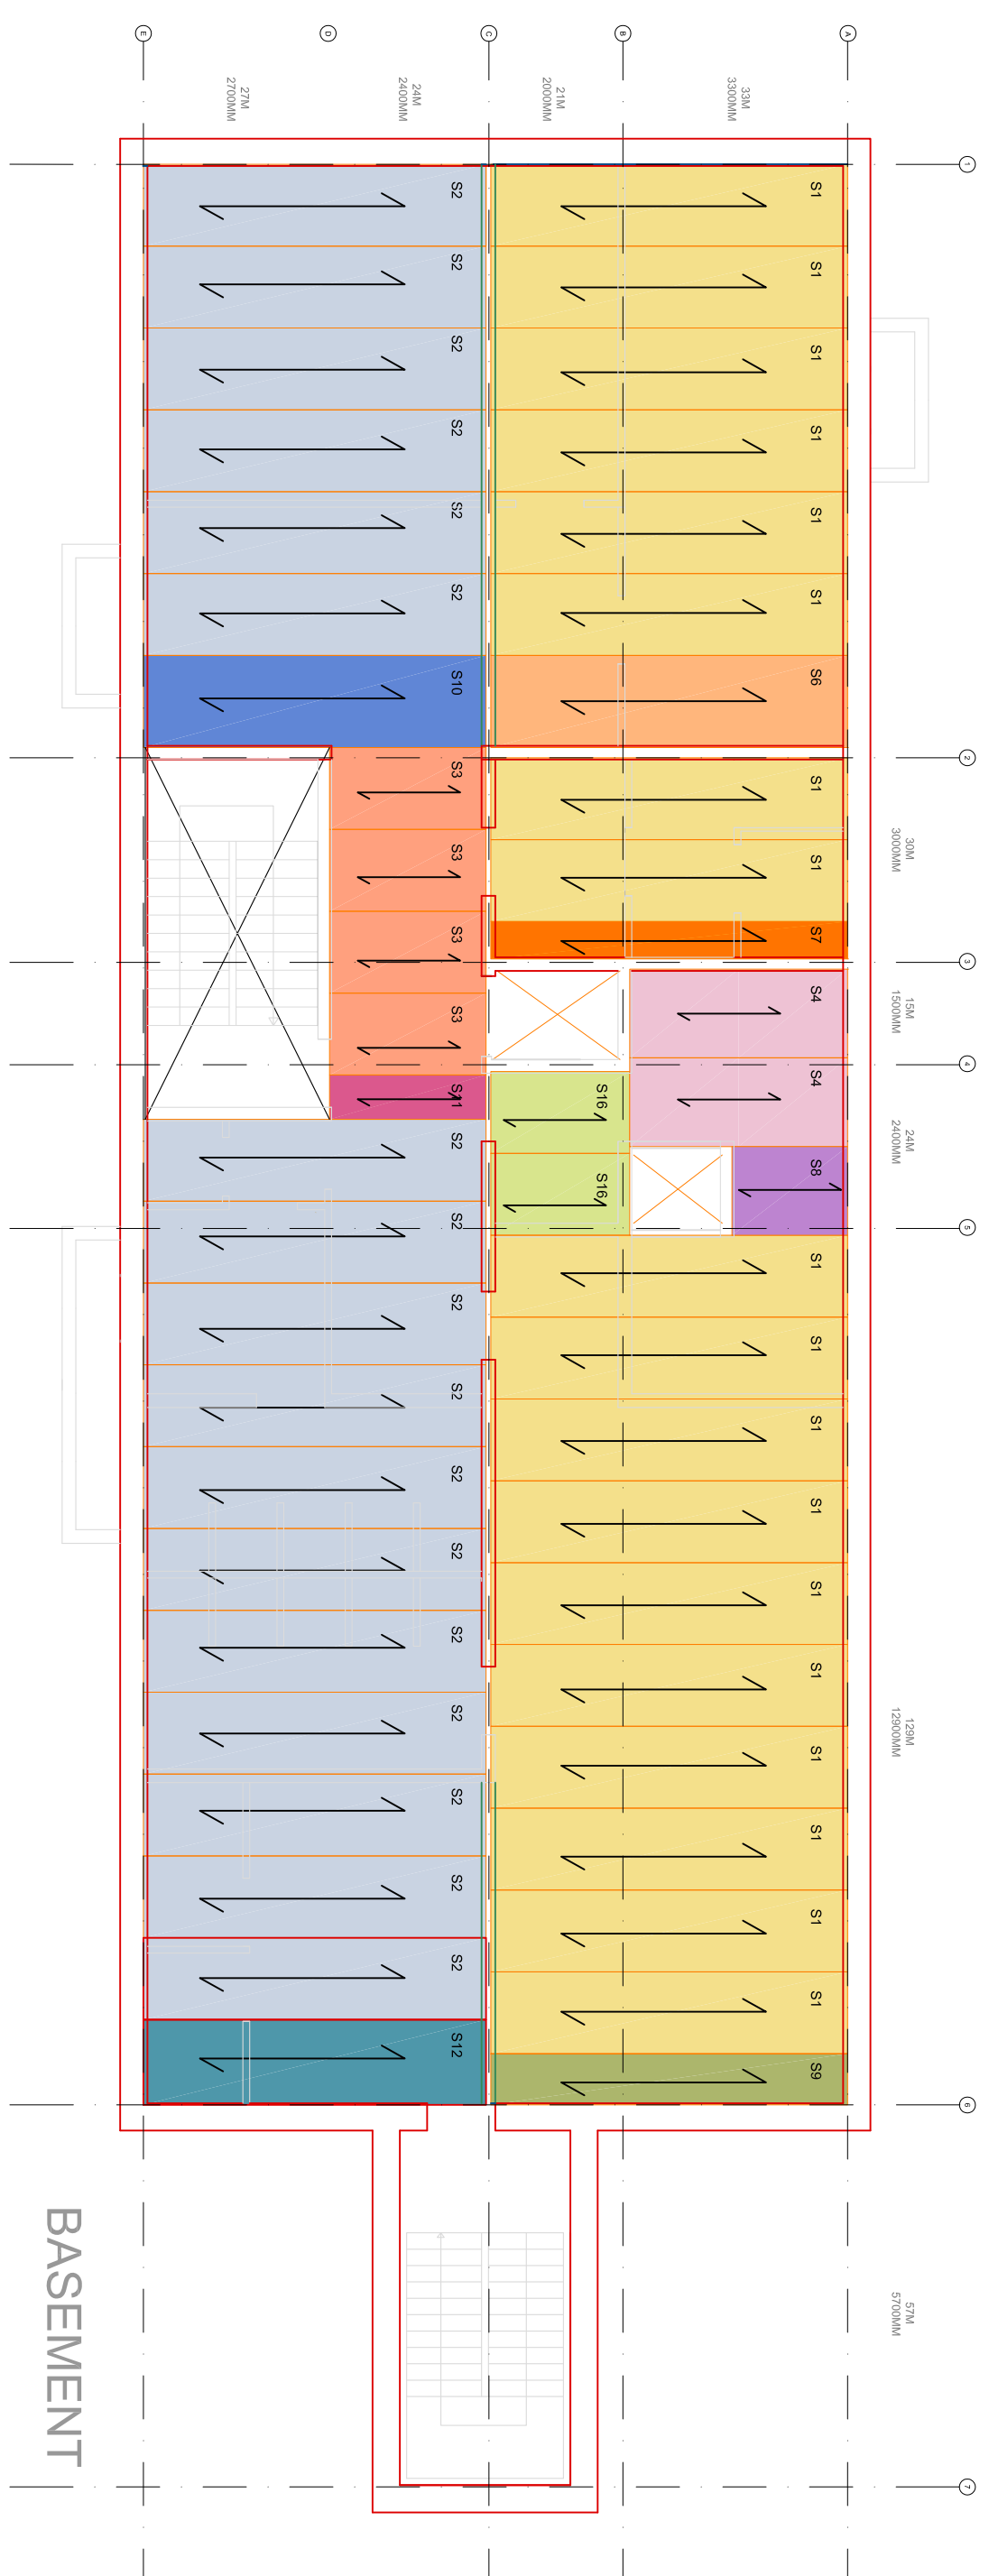 1
2
3
4
5
6
7
30M
3000MM
15M
1500MM
24M
2400MM
129M
12900MM
57M
5700MM
A
S1
S1
S1
S1
S1
S1
S6
S1
S1
S7
S4
S4
S8
S1
S1
S1
S1
S1
S1
S1
S1
S1
S1
S9
33M
3300MM
B
S16
S16
21M
2000MM
C
S2
S2
S2
S2
S2
S2
S10
S3
S3
S3
S3
S11
S2
S2
S2
S2
S2
S2
S2
S2
S2
S2
S2
S12
24M
2400MM
D
27M
2700MM
E
BASEMENT